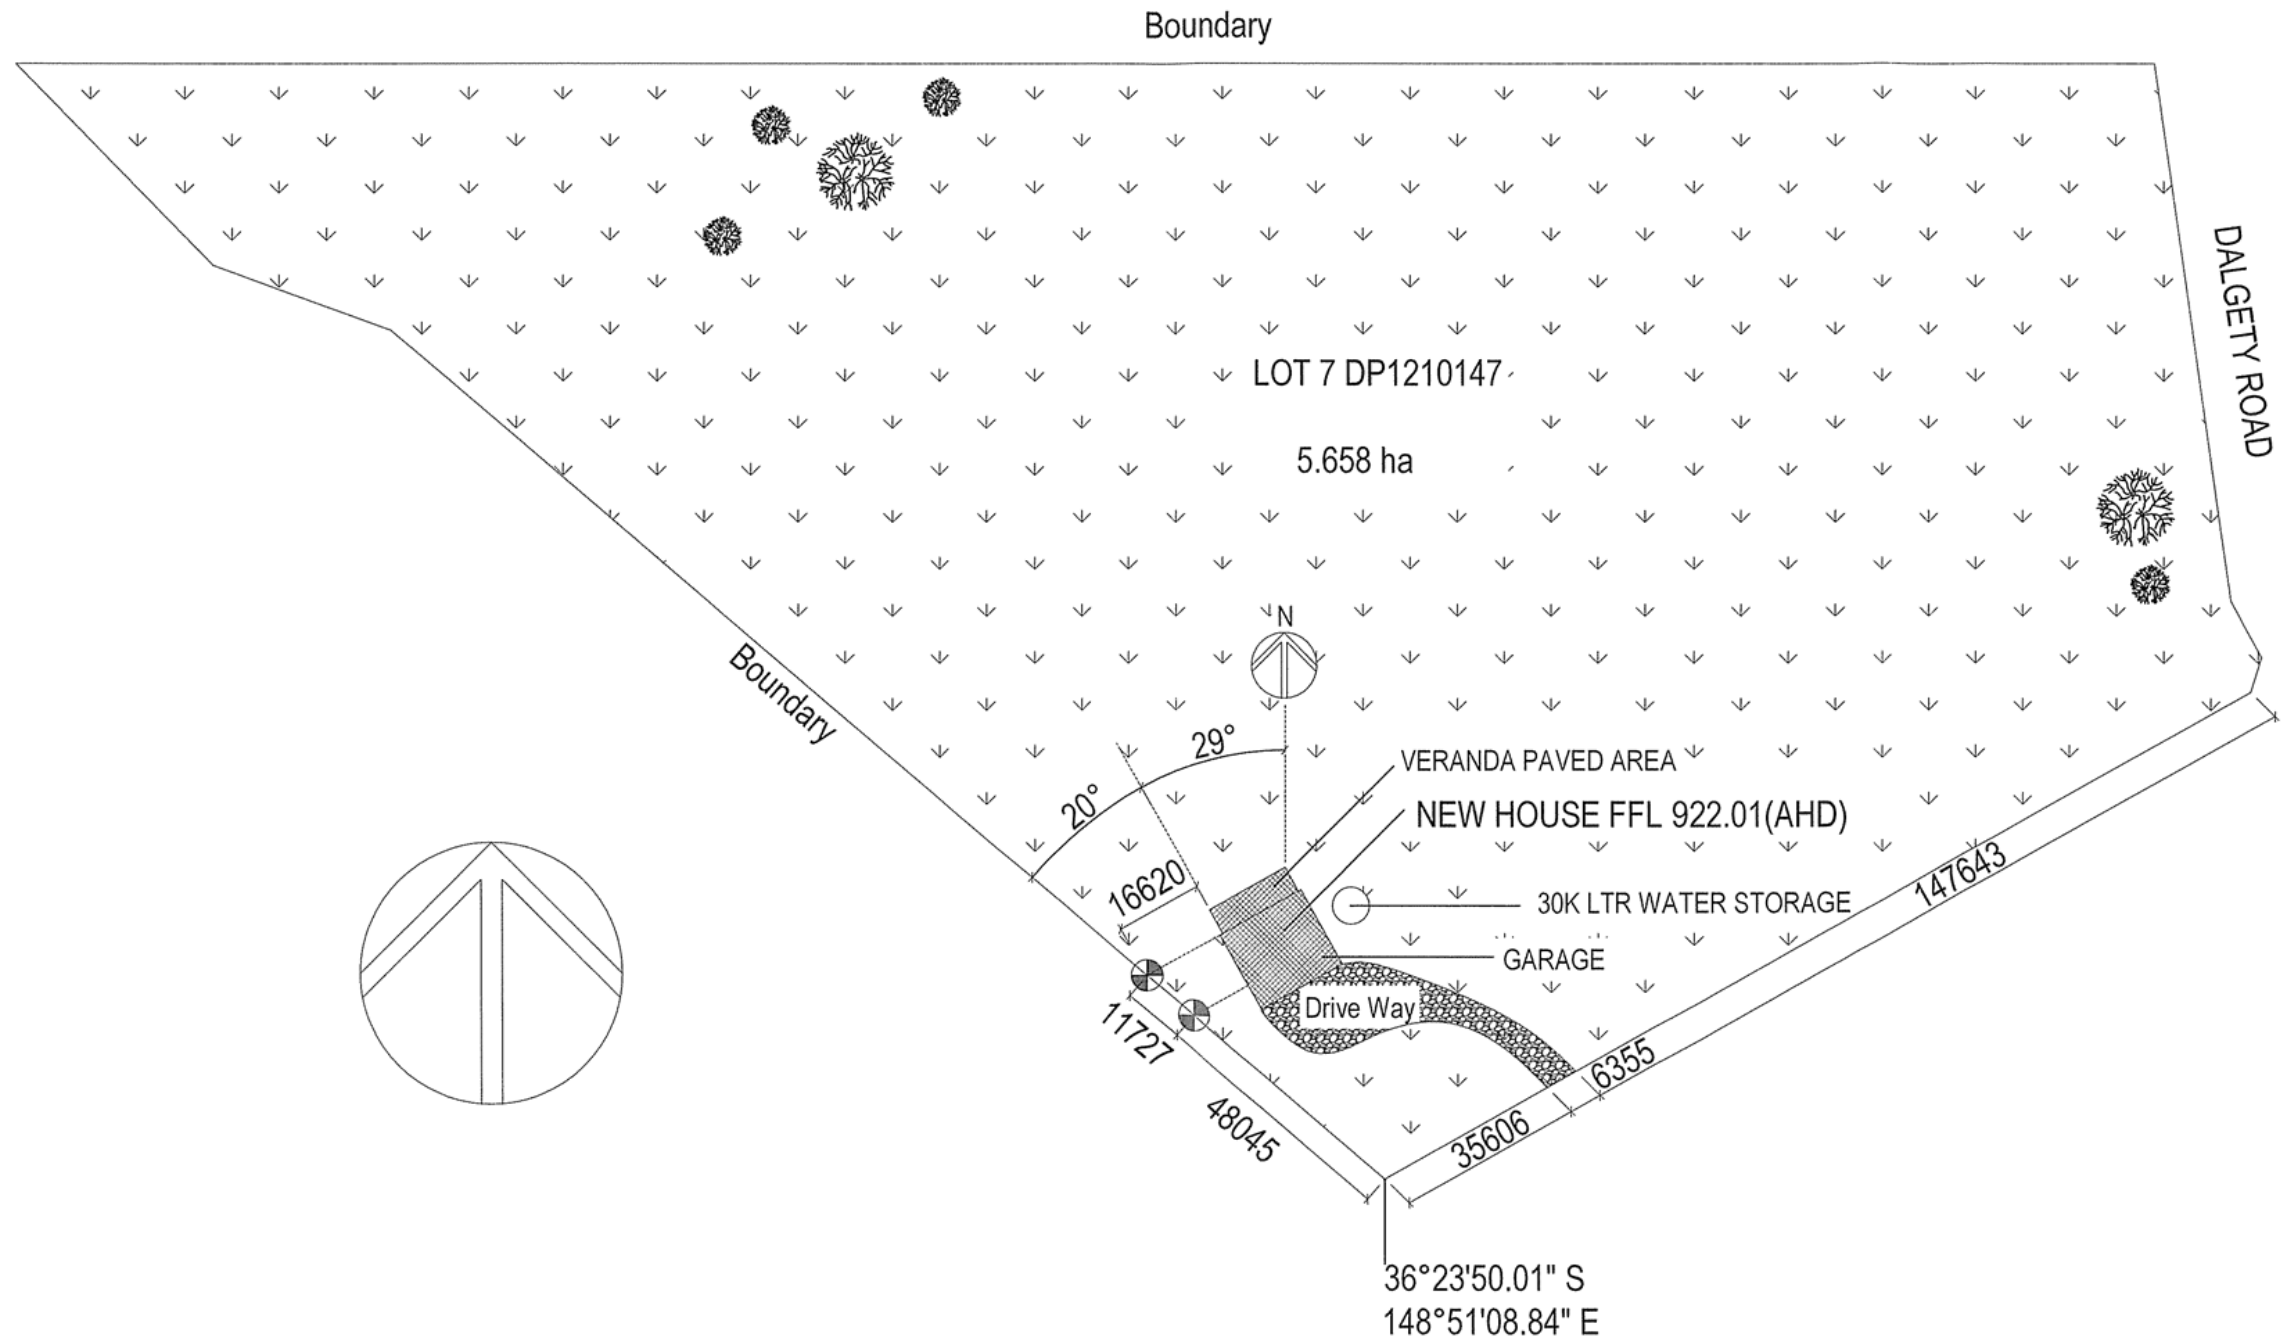 Boundary
DALGETY ROAD
LOT 7 DP1210147
5.658 ha
N
Boundary
29°
20°
VERANDA PAVED AREA
NEW HOUSE FFL 922.01(AHD)
16620
147643
30K LTR WATER STORAGE
GARAGE
Drive Way
11727
6355
48045
35606
36°23'50.01" S
148°51'08.84" E